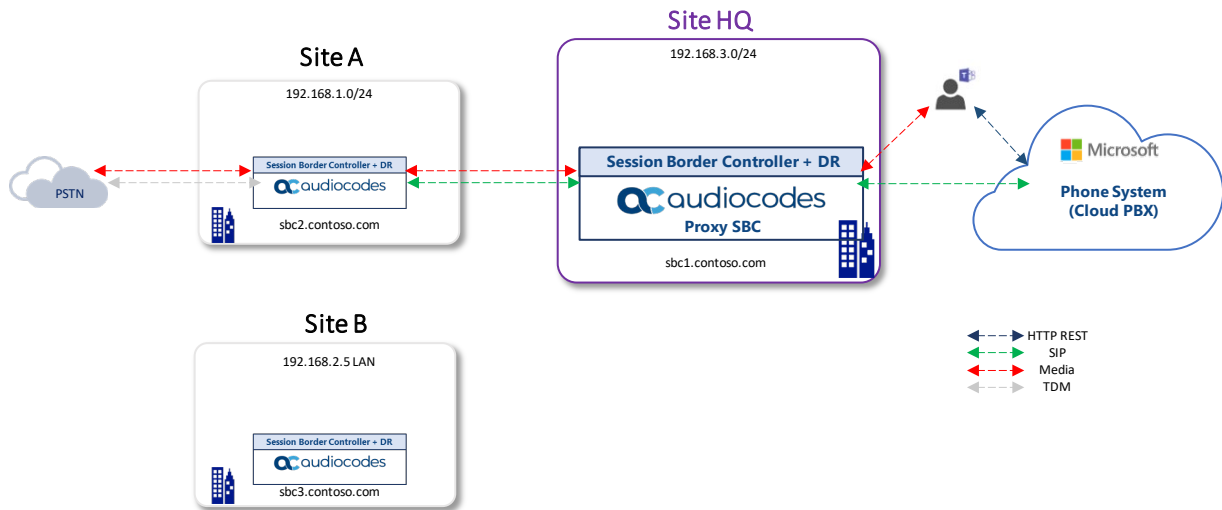 Site HQ
192.168.3.0/24
Site A
192.168.1.0/24
Session Border Controller + DR
audiocodes
sbc2.contoso.com
PSTN
Session Border Controller + DR
audiocodes
Proxy SBC
sbc1.contoso.com
Microsoft
Phone System
(Cloud PBX)
Site B
192.168.2.5 LAN
Session Border Controller + DR
audiocodes
sbc3.contoso.com
HTTP REST
SIP
Media
TDM